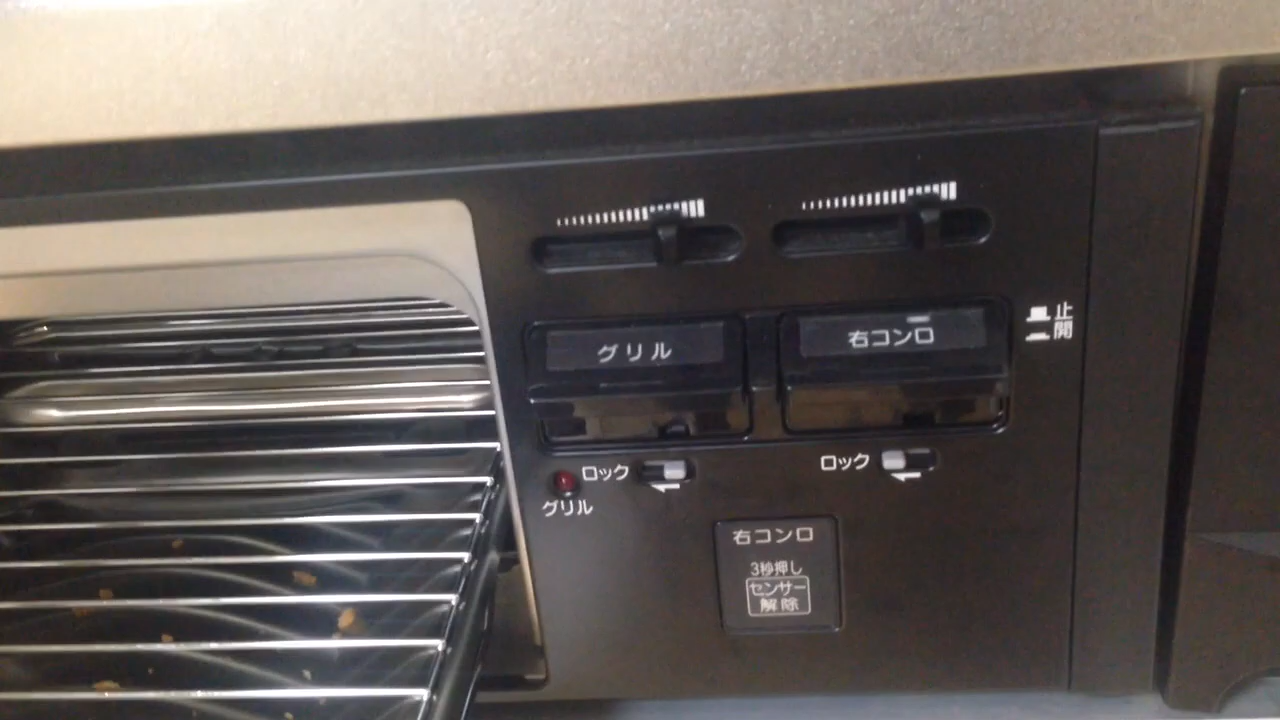 グリル
右コンロ
止
開
ロック
グリル
ロック
右コンロ
3秒押し
センサー
解除